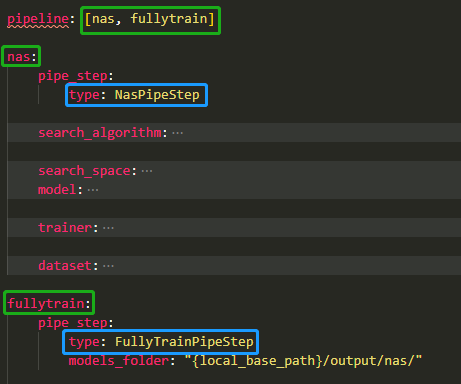 pipeline: [nas, fullytrain]
nas:
pipe_step:
type: NasPipeStep
search_algorithm: ···
search_space: ···
model: ···
trainer: ···
dataset: ···
fullytrain:
pipe_step:
type: FullyTrainPipeStep
models_folder: "{local_base_path}/output/nas/"